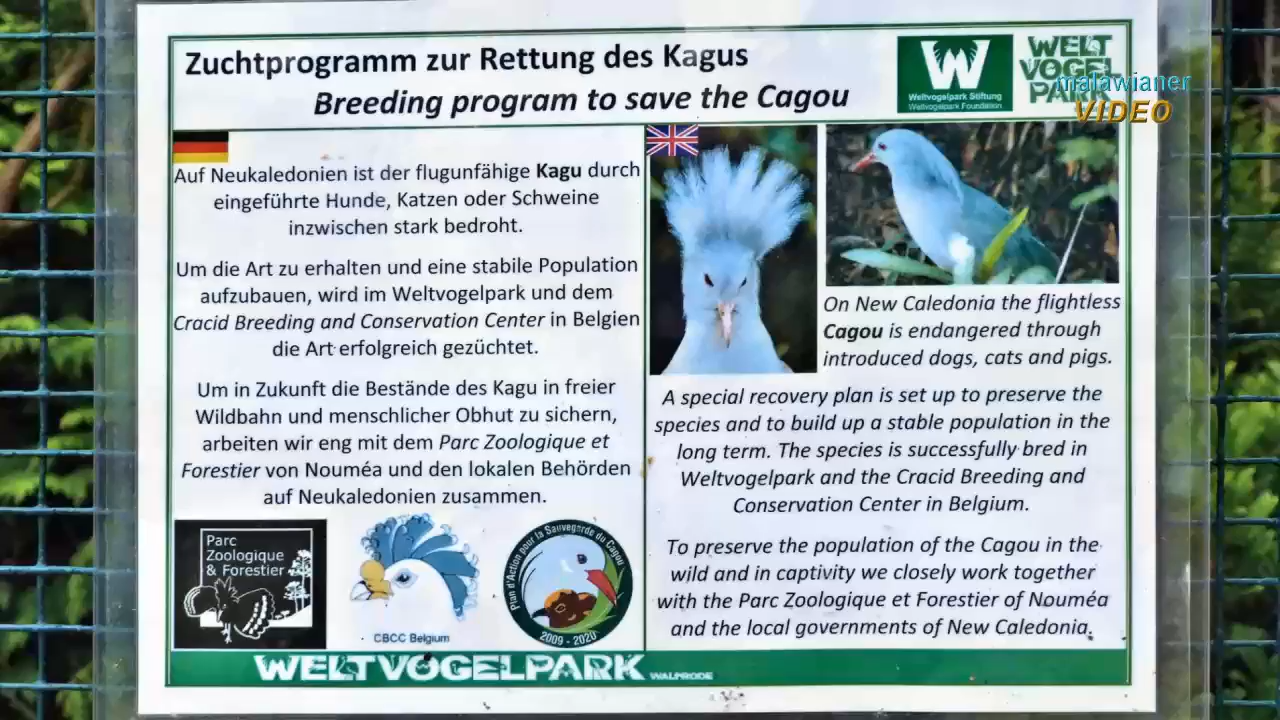 Zuchtprogramm zur Rettung des Kagus
Breeding program to save the Cagou
Weltvogelpark Stiftung
Weltvogelpark Foundation
WELT
VOGEL
PARK
malawianer
VIDEO
Auf Neukaledonien ist der flugunfähige Kagu durch
eingeführte Hunde, Katzen oder Schweine
inzwischen stark bedroht.
Um die Art zu erhalten und eine stabile Population
aufzubauen, wird im Weltvogelpark und dem
Cracid Breeding and Conservation Center in Belgien
die Art erfolgreich gezüchtet.
Um in Zukunft die Bestände des Kagu in freier
Wildbahn und menschlicher Obhut zu sichern,
arbeiten wir eng mit dem Parc Zoologique et
Forestier von Nouméa und den lokalen Behörden
auf Neukaledonien zusammen.
Parc
Zoologique
& Forestier
CBCC Belgium
Plan d'Action pour la Sauvegarde du Cagou
2009 - 2020
On New Caledonia the flightless
Cagou is endangered through
introduced dogs, cats and pigs.
A special recovery plan is set up to preserve the
species and to build up a stable population in the
long term. The species is successfully bred in
Weltvogelpark and the Cracid Breeding and
Conservation Center in Belgium.
To preserve the population of the Cagou in the
wild and in captivity we closely work together
with the Parc Zoologique et Forestier of Nouméa
and the local governments of New Caledonia.
WELTVOGELPARK WALSRODE